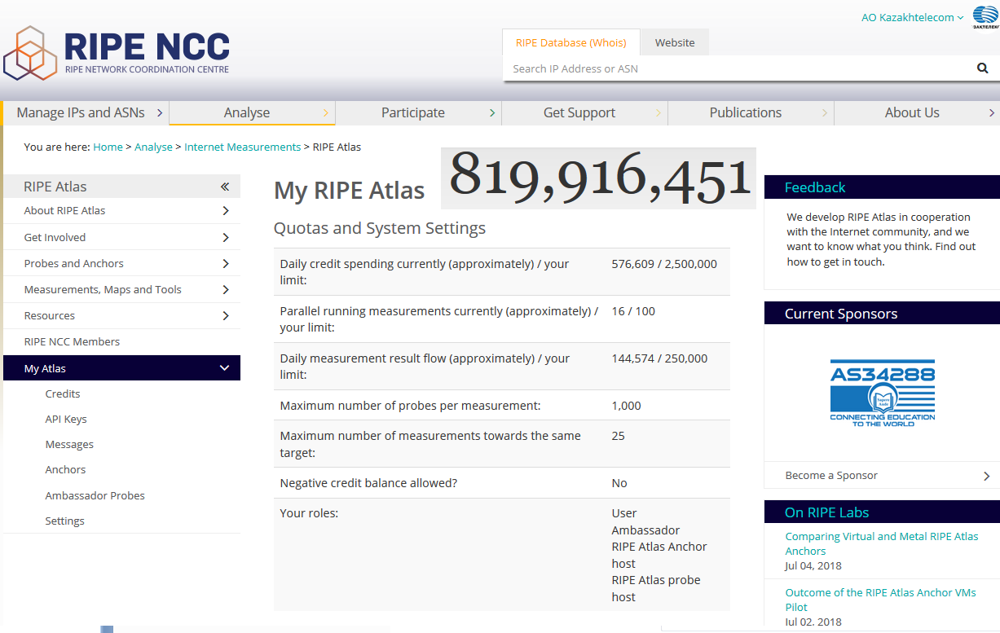 AO Kazakhtelecom
RIPE NCC
RIPE NETWORK COORDINATION CENTRE
RIPE Database (Whois)
Website
Search IP Address or ASN
Manage IPs and ASNs
Analyse
Participate
Get Support
Publications
About Us
You are here: Home > Analyse > Internet Measurements > RIPE Atlas
RIPE Atlas
About RIPE Atlas
Get Involved
Probes and Anchors
Measurements, Maps and Tools
Resources
RIPE NCC Members
My Atlas
Credits
API Keys
Messages
Anchors
Ambassador Probes
Settings
My RIPE Atlas
819,916,451
Quotas and System Settings
Daily credit spending currently (approximately) / your
limit:
576,609 / 2,500,000
Parallel running measurements currently (approximately) /
your limit:
16 / 100
Daily measurement result flow (approximately) / your
limit:
144,574 / 250,000
Maximum number of probes per measurement:
1,000
Maximum number of measurements towards the same
target:
25
Negative credit balance allowed?
No
Your roles:
User
Ambassador
RIPE Atlas Anchor
host
RIPE Atlas probe
host
Feedback
We develop RIPE Atlas in cooperation
with the Internet community, and we
want to know what you think. Find out
how to get in touch.
Current Sponsors
AS34288
Sapere
Aude
CONNECTING EDUCATION
TO THE WORLD
Become a Sponsor
On RIPE Labs
Comparing Virtual and Metal RIPE Atlas
Anchors
Jul 04, 2018
Outcome of the RIPE Atlas Anchor VMs
Pilot
Jul 02, 2018